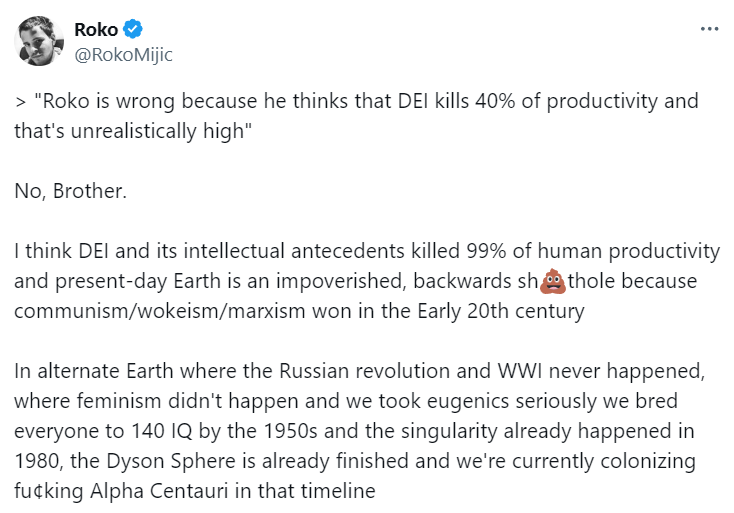 Roko
@RokoMijic
> "Roko is wrong because he thinks that DEI kills 40% of productivity and
that's unrealistically high"
No, Brother.
I think DEI and its intellectual antecedents killed 99% of human productivity
and present-day Earth is an impoverished, backwards sh💩thole because
communism/wokeism/marxism won in the Early 20th century
In alternate Earth where the Russian revolution and WWI never happened,
where feminism didn't happen and we took eugenics seriously we bred
everyone to 140 IQ by the 1950s and the singularity already happened in
1980, the Dyson Sphere is already finished and we're currently colonizing
fu¢king Alpha Centauri in that timeline